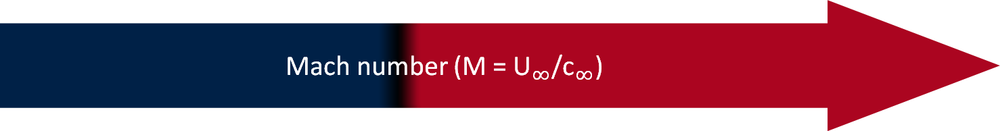 Mach number (M = U∞/c∞)